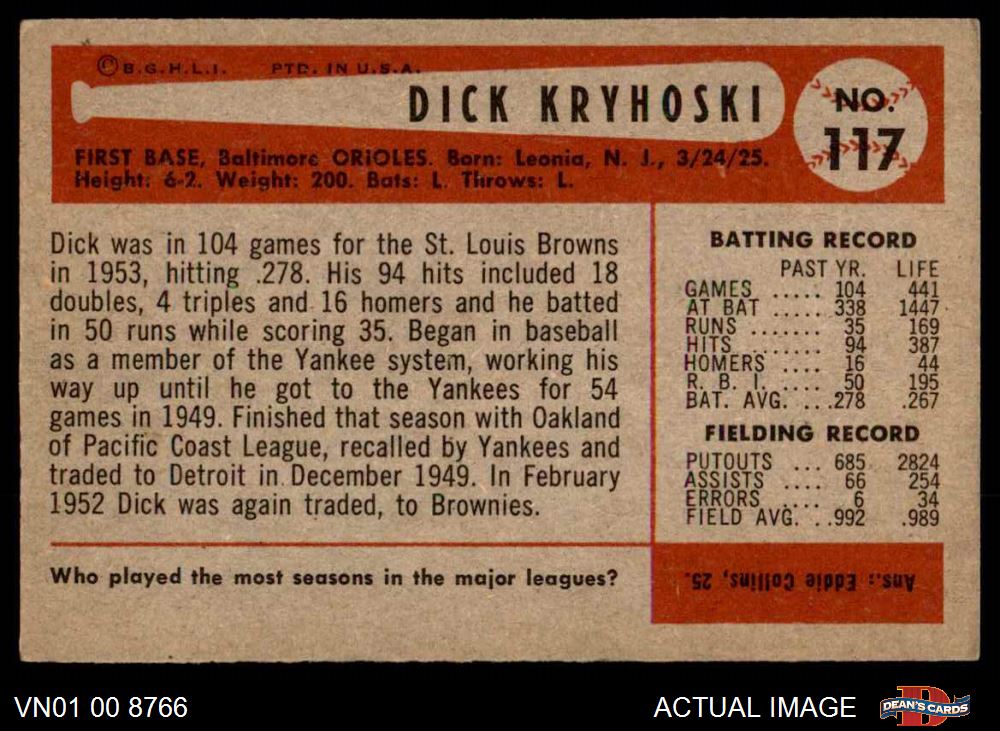 ©B.G.H.L.I. PTD. IN U.S.A.
DICK KRYHOSKI
NO.
117
FIRST BASE, Baltimore ORIOLES. Born: Leonia, N. J., 3/24/25.
Height: 6-2. Weight: 200. Bats: L. Throws: L.
Dick was in 104 games for the St. Louis Browns
in 1953, hitting .278. His 94 hits included 18
doubles, 4 triples and 16 homers and he batted
in 50 runs while scoring 35. Began in baseball
as a member of the Yankee system, working his
way up until he got to the Yankees for 54
games in 1949. Finished that season with Oakland
of Pacific Coast League, recalled by Yankees and
traded to Detroit in December 1949. In February
1952 Dick was again traded, to Brownies.
BATTING RECORD
PAST YR. LIFE
GAMES ..... 104 441
AT BAT ..... 338 1447
RUNS ....... 35 169
HITS ........ 94 387
HOMERS .... 16 44
R. B. I. .... 50 195
BAT. AVG. ...278 .267
FIELDING RECORD
PUTOUTS ... 685 2824
ASSISTS .... 66 254
ERRORS .... 6 34
FIELD AVG. ..992 .989
Who played the most seasons in the major leagues?
Ans.: Eddie Collins, 25.
VN01 00 8766
ACTUAL IMAGE
D
DEAN'S CARDS